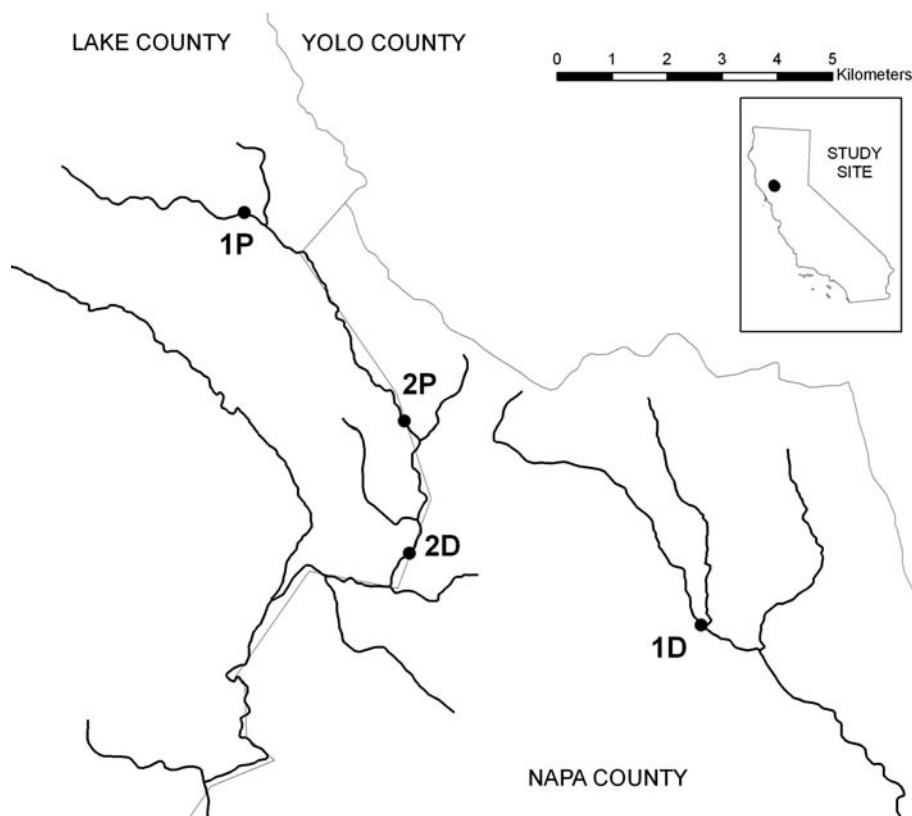 LAKE COUNTY
YOLO COUNTY
0 1 2 3 4 5
Kilometers
STUDY
SITE
1P
2P
2D
1D
NAPA COUNTY